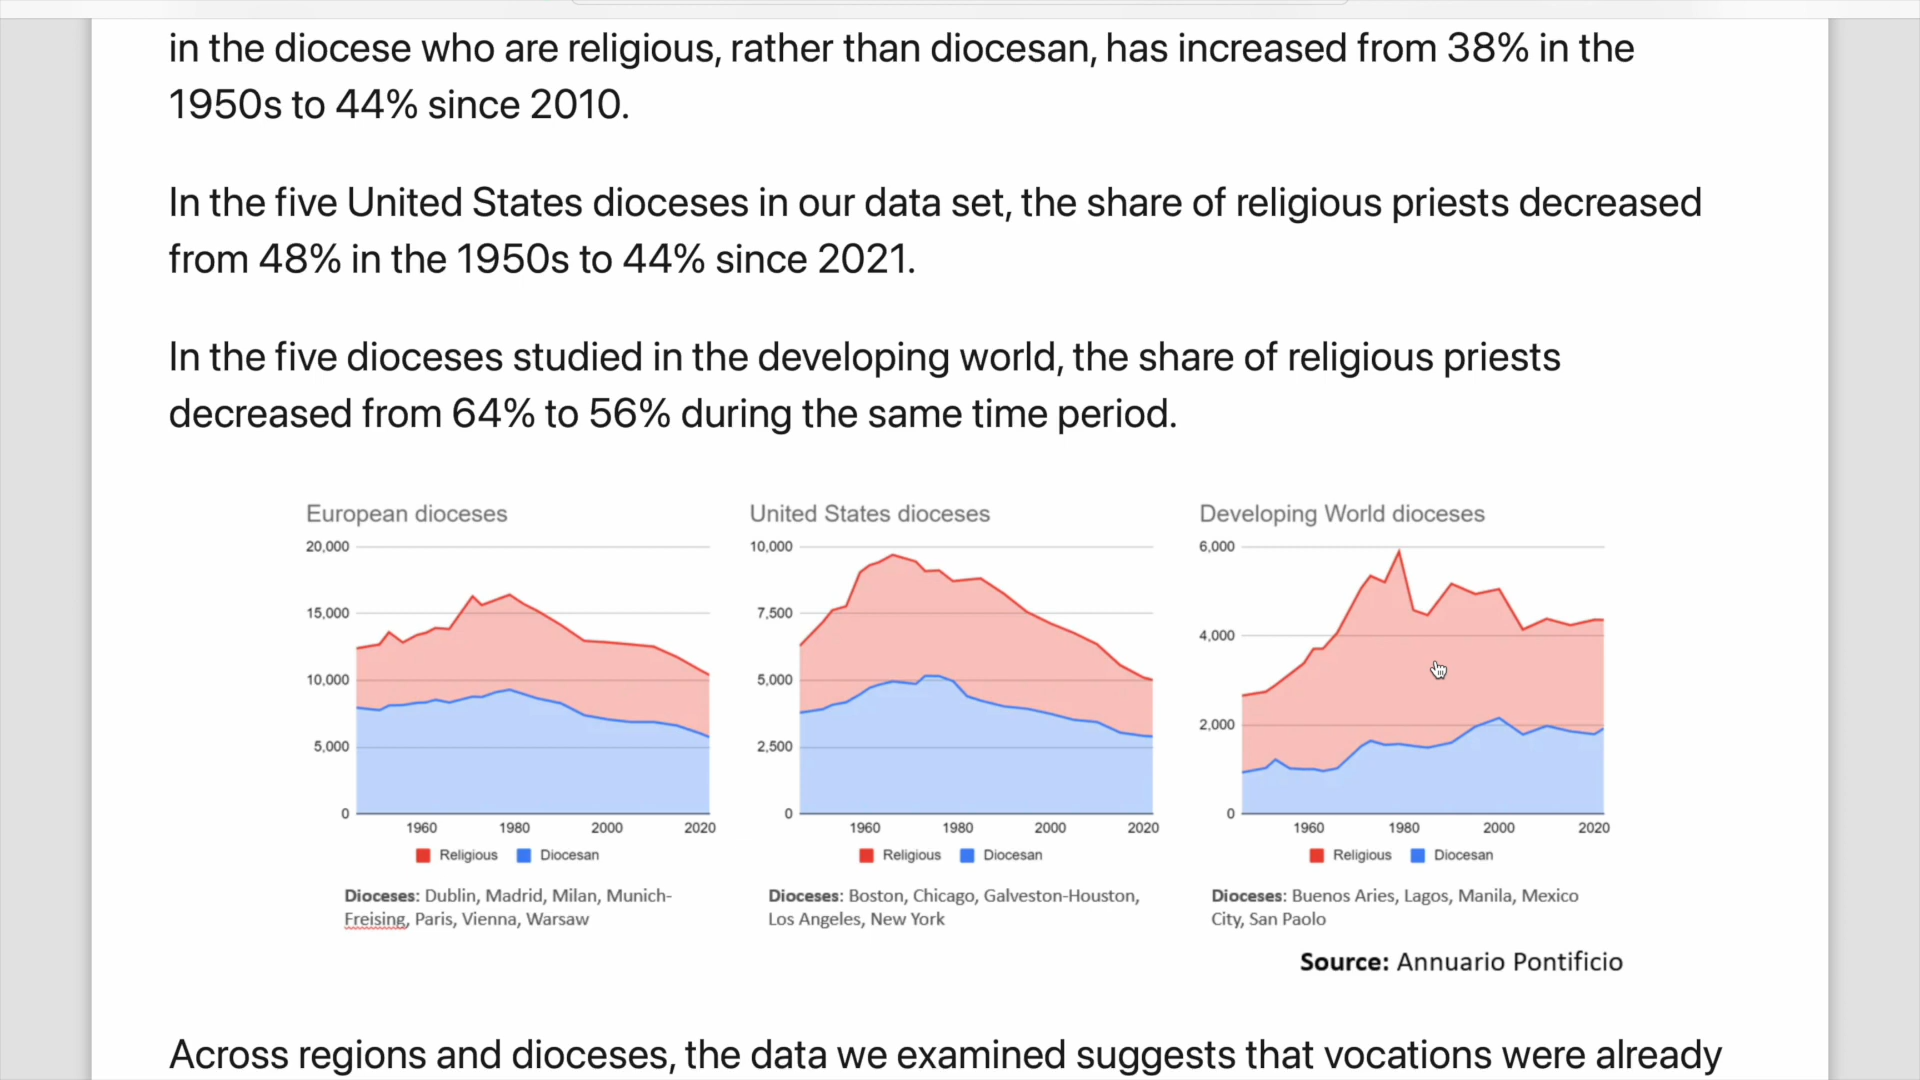 in the diocese who are religious, rather than diocesan, has increased from 38% in the
1950s to 44% since 2010.
In the five United States dioceses in our data set, the share of religious priests decreased
from 48% in the 1950s to 44% since 2021.
In the five dioceses studied in the developing world, the share of religious priests
decreased from 64% to 56% during the same time period.
European dioceses
20,000
15,000
10,000
5,000
0
1960 1980 2000 2020
Religious Diocesan
Dioceses: Dublin, Madrid, Milan, Munich-
Freising, Paris, Vienna, Warsaw
United States dioceses
10,000
7,500
5,000
2,500
0
1960 1980 2000 2020
Religious Diocesan
Dioceses: Boston, Chicago, Galveston-Houston,
Los Angeles, New York
Developing World dioceses
6,000
4,000
2,000
0
1960 1980 2000 2020
Religious Diocesan
Dioceses: Buenos Aries, Lagos, Manila, Mexico
City, San Paolo
Source: Annuario Pontificio
Across regions and dioceses, the data we examined suggests that vocations were already